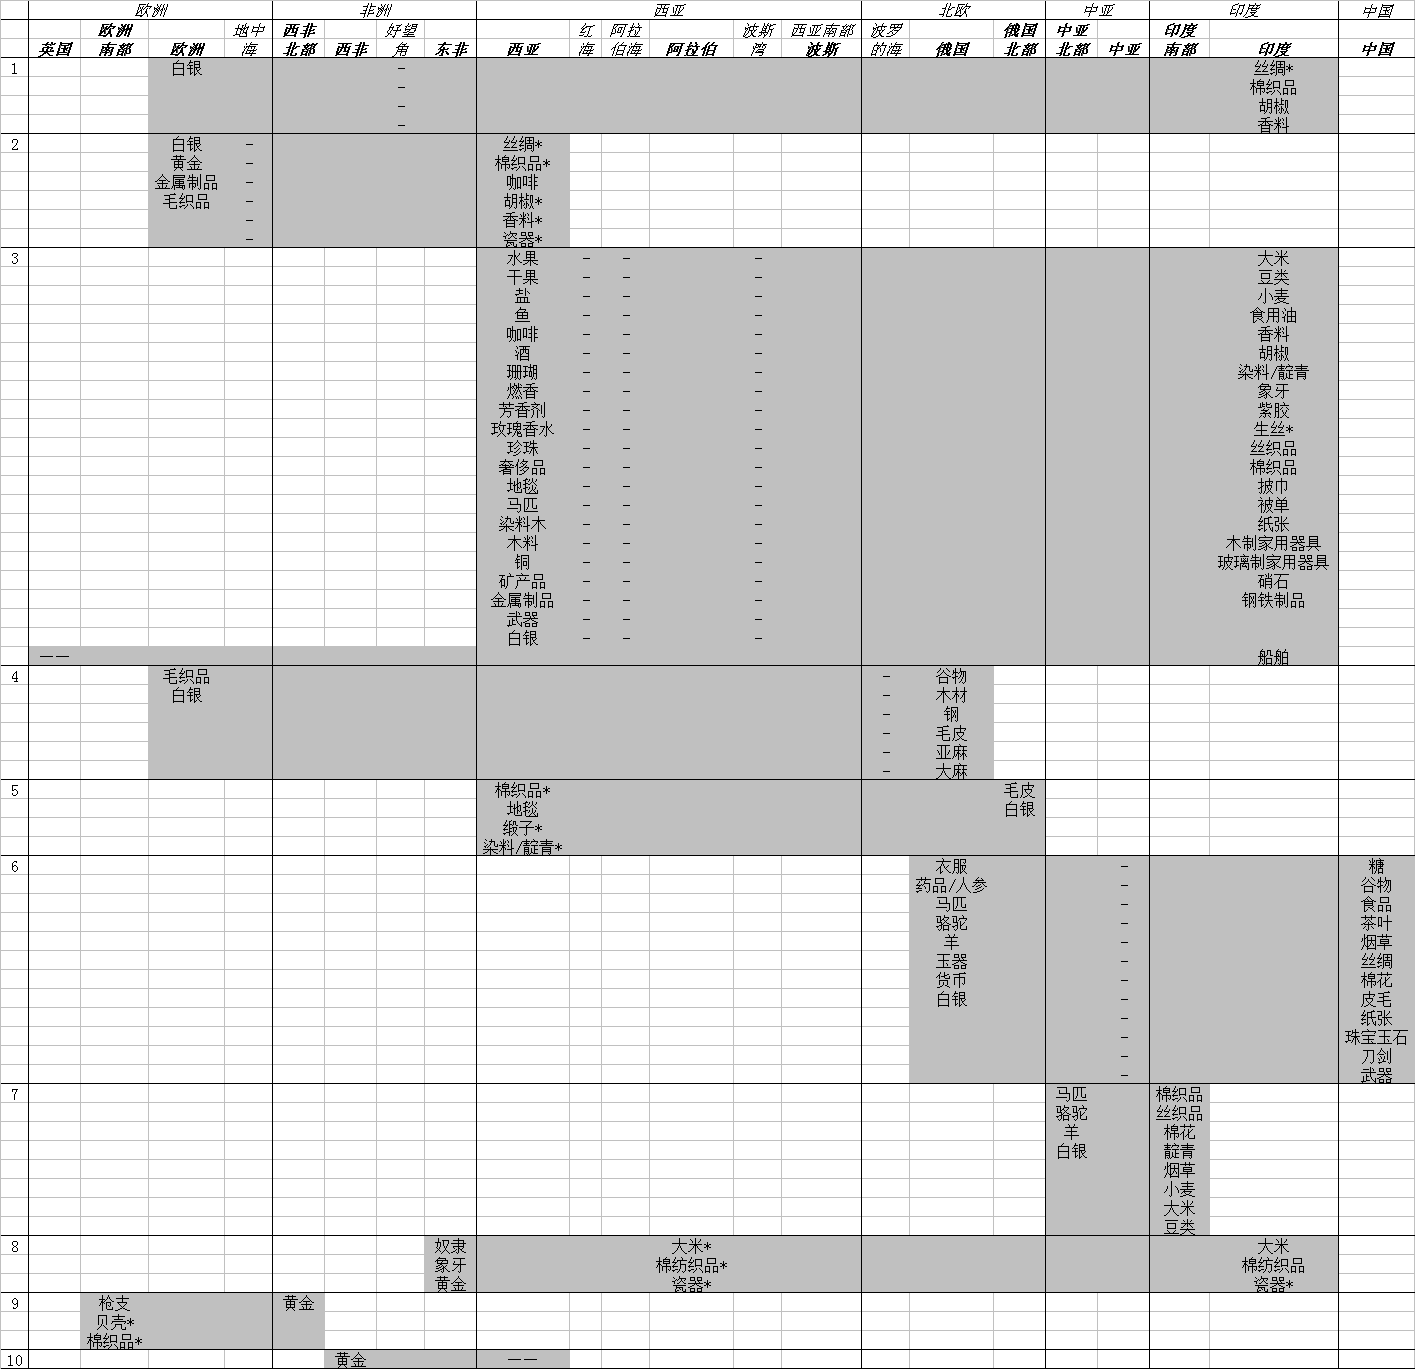 欧洲 非洲 西亚 北欧 中亚 印度 中国
欧洲 地中 西非 好望 红 阿拉 波斯 西亚南部 波罗 俄国 中亚 印度
英国 南部 欧洲 海 北部 西非 角 东非 西亚 海 伯海 阿拉伯 湾 波斯 的海 俄国 北部 北部 中亚 南部 印度 中国
1 白银 - 丝绸*
- 棉织品
- 胡椒
- 香料
2 白银 - 丝绸*
黄金 - 棉织品*
金属制品 - 咖啡
毛织品 - 胡椒*
- 香料*
- 瓷器*
3 水果 - - - 大米
干果 - - - 豆类
盐 - - - 小麦
鱼 - - - 食用油
咖啡 - - - 香料
酒 - - - 胡椒
珊瑚 - - - 染料/靛青
燃香 - - - 象牙
芳香剂 - - - 紫胶
玫瑰香水 - - - 生丝*
珍珠 - - - 丝织品
奢侈品 - - - 棉织品
地毯 - - - 披巾
马匹 - - - 被单
染料木 - - - 纸张
木料 - - - 木制家用器具
铜 - - - 玻璃制家用器具
矿产品 - - - 硝石
金属制品 - - - 钢铁制品
武器 - - -
白银 - - -
—— 船舶
4 毛织品 - 谷物
白银 - 木材
- 钢
- 毛皮
- 亚麻
- 大麻
5 棉织品* 毛皮
地毯 白银
缎子*
染料/靛青*
6 衣服 - 糖
药品/人参 - 谷物
马匹 - 食品
骆驼 - 茶叶
羊 - 烟草
玉器 - 丝绸
货币 - 棉花
白银 - 皮毛
- 纸张
- 珠宝玉石
- 刀剑
- 武器
7 马匹 棉织品
骆驼 丝织品
羊 棉花
白银 靛青
烟草
小麦
大米
豆类
8 奴隶 大米* 大米
象牙 棉纺织品* 棉纺织品
黄金 瓷器* 瓷器*
9 枪支 黄金
贝壳*
棉织品*
10 黄金 ——